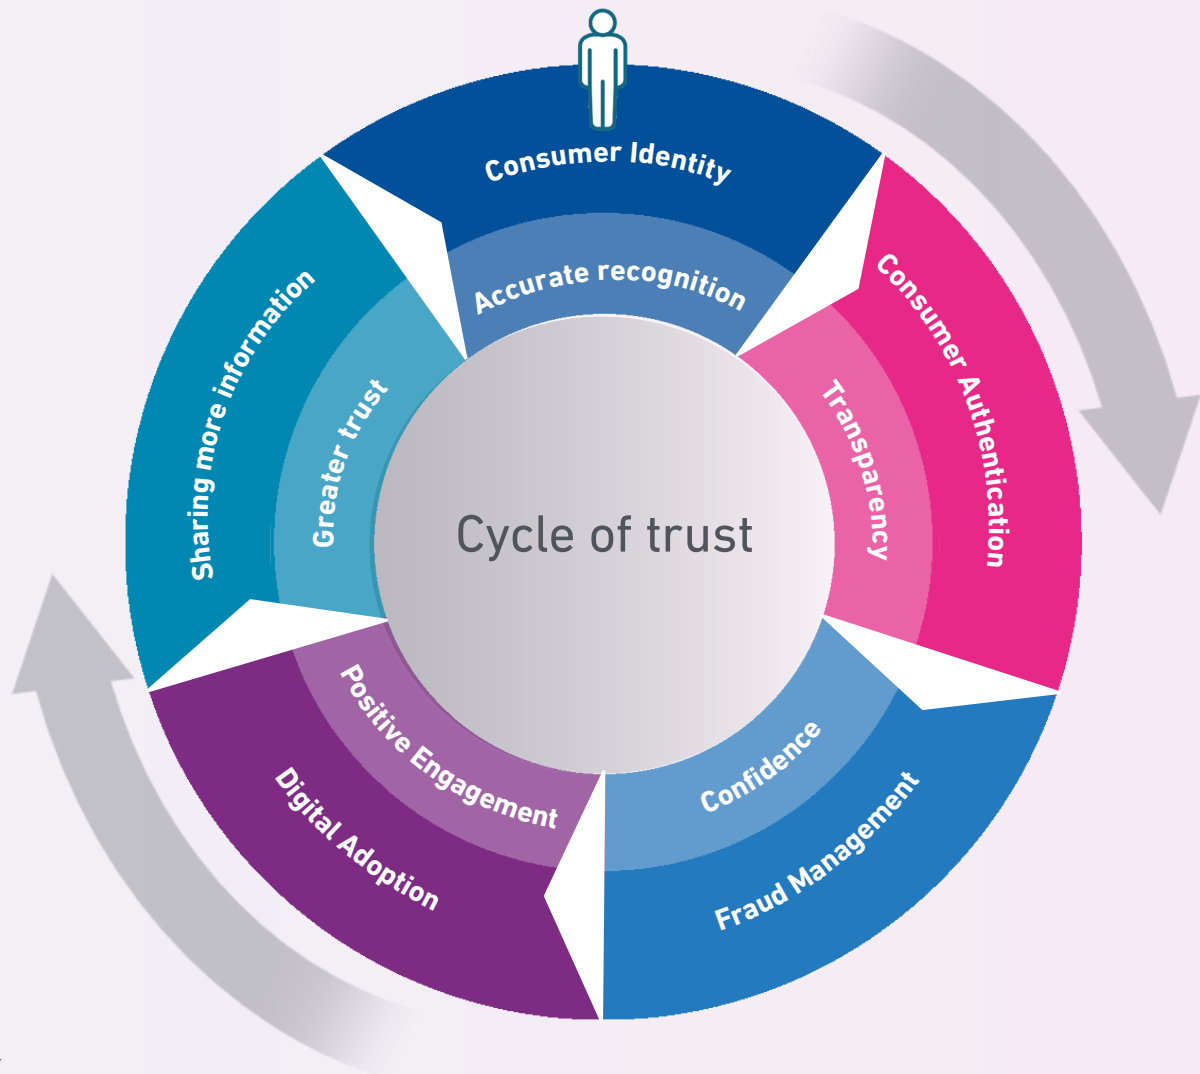 Consumer Identity
Accurate recognition
Consumer Authentication
Transparency
Fraud Management
Confidence
Digital Adoption
Positive Engagement
Sharing more information
Greater trust
Cycle of trust